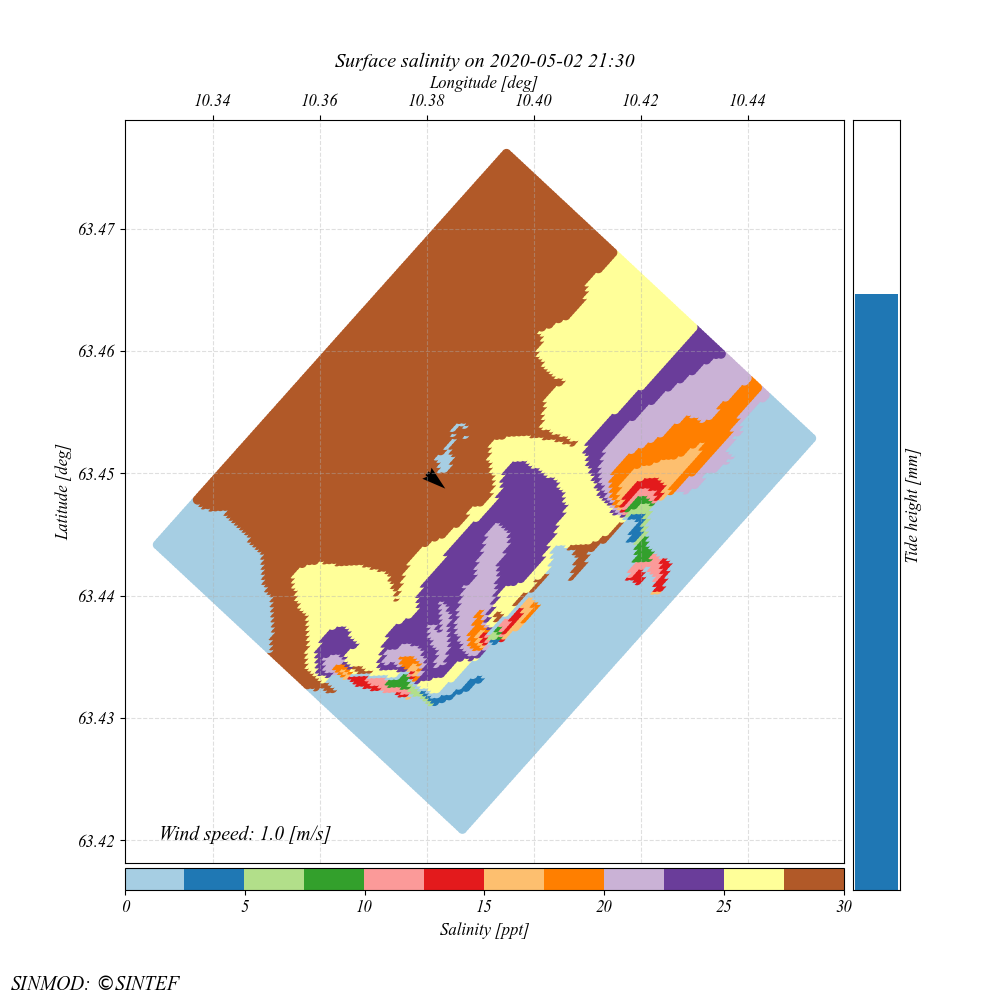 Surface salinity on 2020-05-02 21:30
Longitude [deg]
10.34 10.36 10.38 10.40 10.42 10.44
63.47
63.46
63.45
63.44
63.43
63.42
Latitude [deg]
Tide height [mm]
Wind speed: 1.0 [m/s]
0 5 10 15 20 25 30
Salinity [ppt]
SINMOD: ©SINTEF